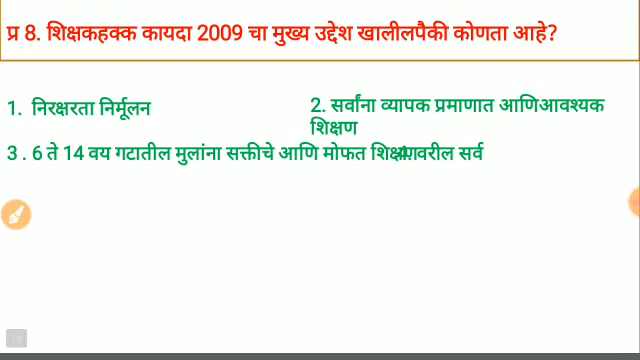 प्र 8. शिक्षकहक्क कायदा 2009 चा मुख्य उद्देश खालीलपैकी कोणता आहे?
1. निरक्षरता निर्मूलन
2. सर्वांना व्यापक प्रमाणात आणिआवश्यक
शिक्षण
3 . 6 ते 14 वय गटातील मुलांना सक्तीचे आणि मोफत शिक्षण
4. वरील सर्व